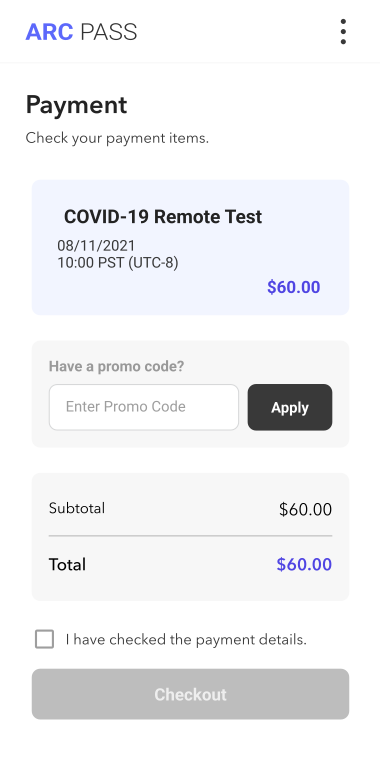 ARC PASS
Payment
Check your payment items.
COVID-19 Remote Test
08/11/2021
10:00 PST (UTC-8)
$60.00
Have a promo code?
Enter Promo Code
Apply
Subtotal $60.00
Total $60.00
I have checked the payment details.
Checkout